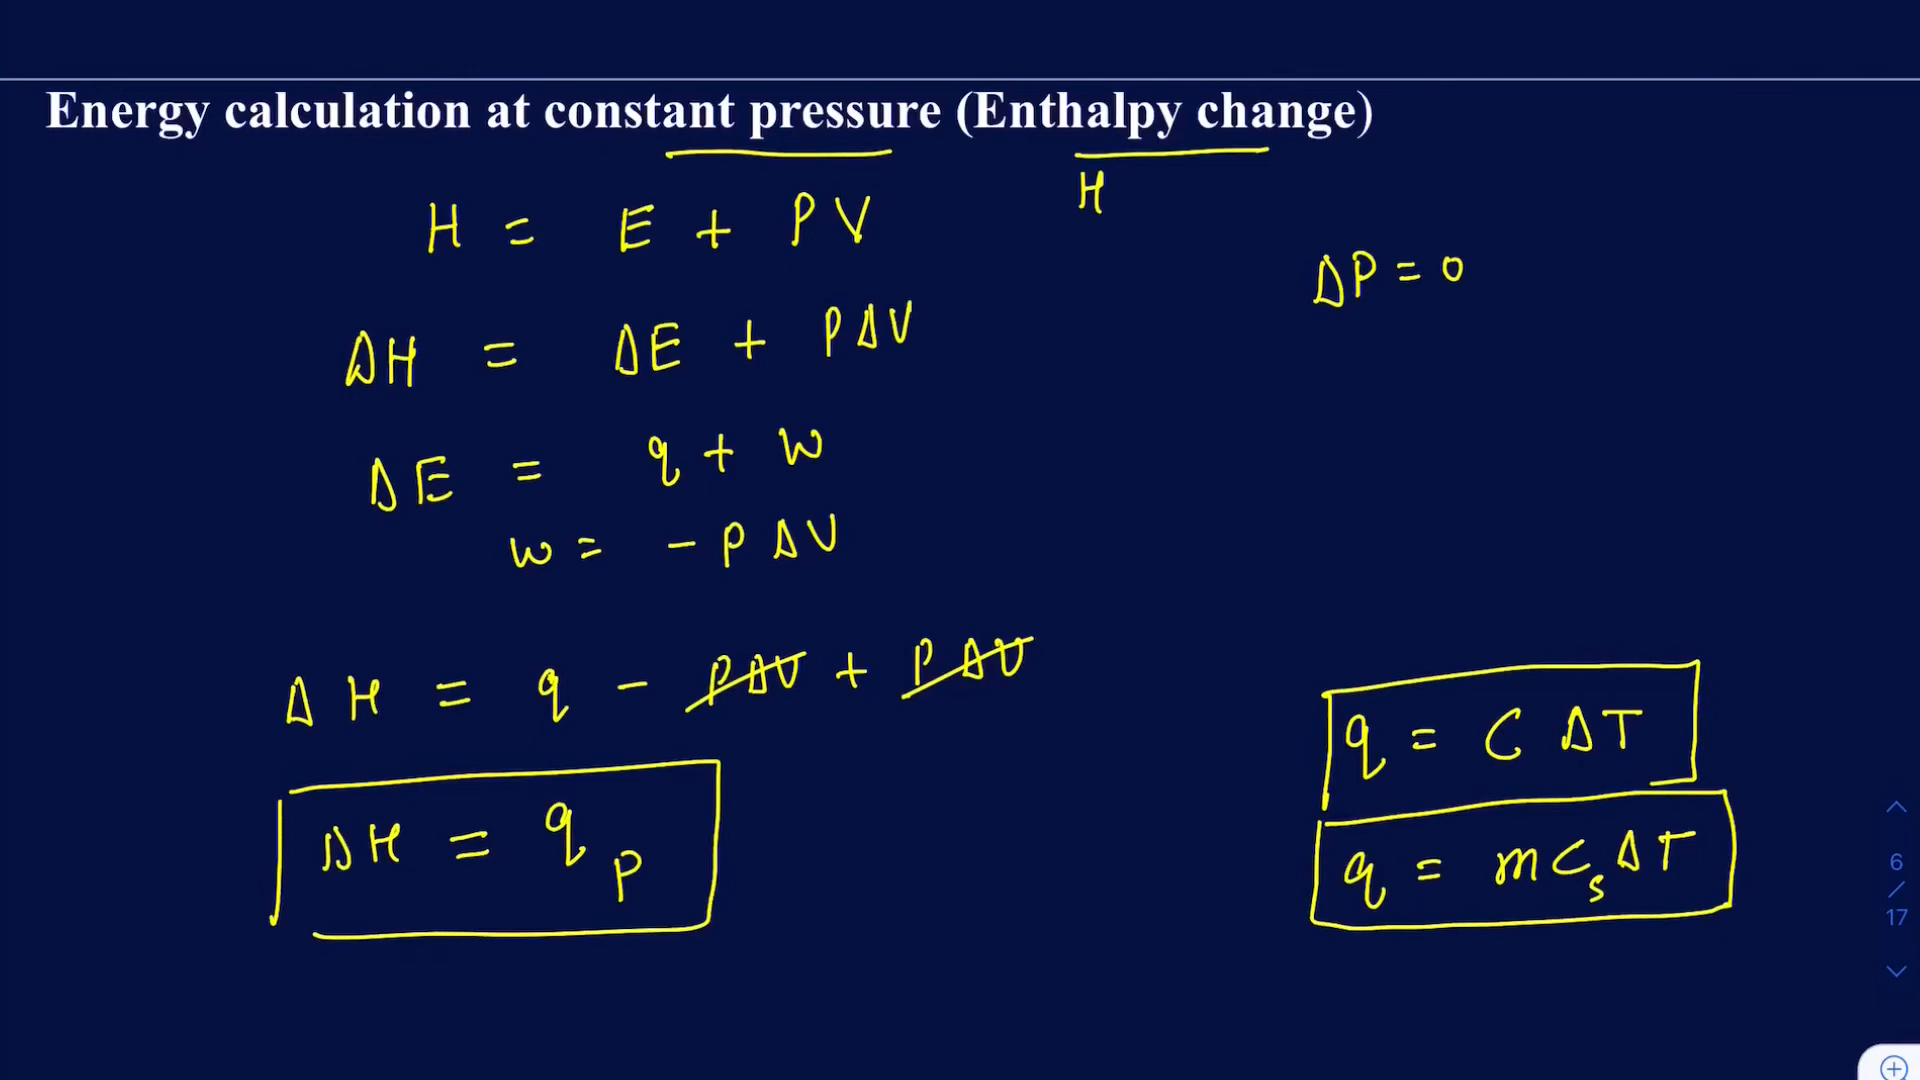 Energy calculation at constant pressure (Enthalpy change)
H
H = E + PV
ΔP = 0
ΔH = ΔE + PΔV
ΔE = q + w
w = - PΔV
ΔH = q - PΔV + PΔV
q = C ΔT
ΔH = qP
q = mCsΔT
6
/
17